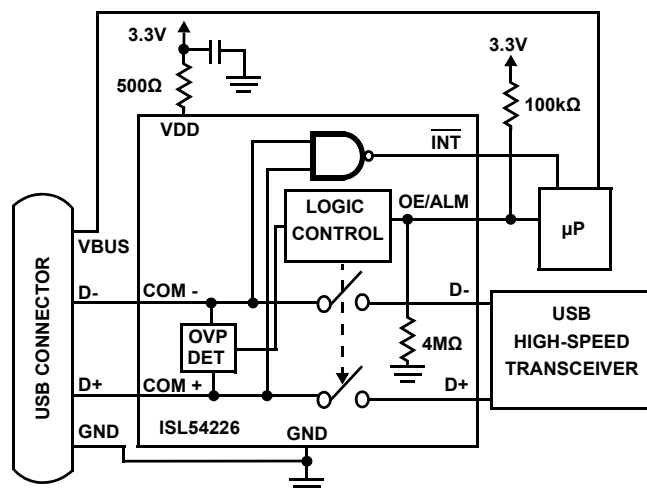 3.3V
500Ω
VDD
3.3V
100kΩ
INT
LOGIC
CONTROL
OE/ALM
µP
USB CONNECTOR
VBUS
D-
COM -
D-
USB
HIGH-SPEED
TRANSCEIVER
OVP
DET
4MΩ
D+
COM +
D+
GND
ISL54226
GND